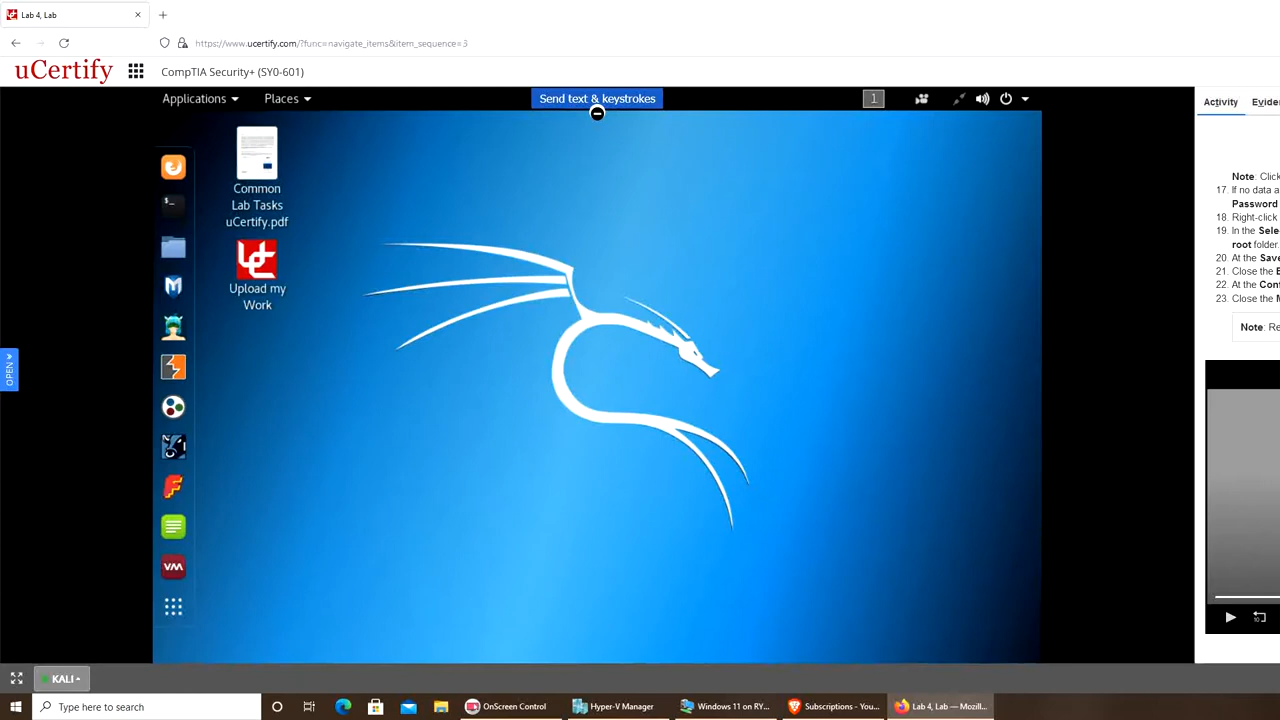 Lab 4, Lab
https://www.ucertify.com/?func=navigate_items&item_sequence=3
uCertify
CompTIA Security+ (SY0-601)
Applications
Places
Send text & keystrokes
1
Activity
Eviden
Common
Lab Tasks
uCertify.pdf
Upload my
Work
Note: Click
17. If no data a
Password
18. Right-click
19. In the Sele
root folder.
20. At the Save
21. Close the E
22. At the Conf
23. Close the M
Note: Re
OPEN
KALI
Type here to search
OnScreen Control
Hyper-V Manager
Windows 11 on RY...
Subscriptions - You...
Lab 4, Lab — Mozil...